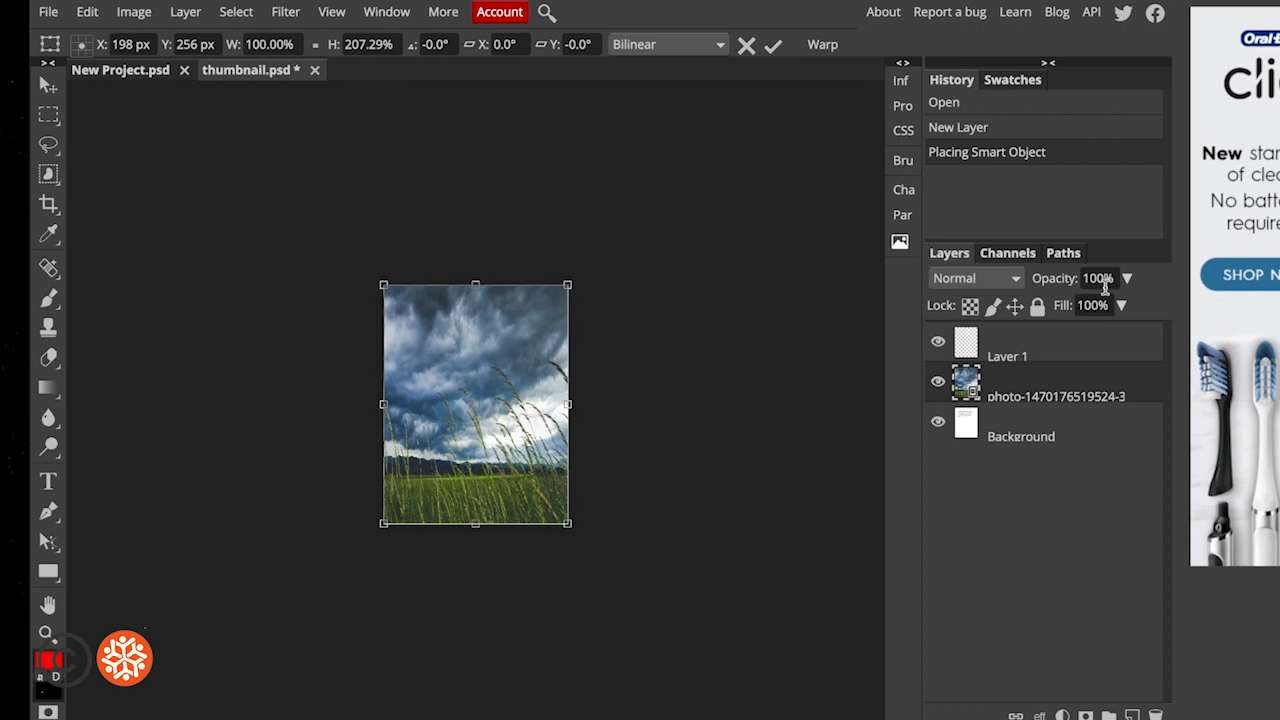 File Edit Image Layer Select Filter View Window More Account About Report a bug Learn Blog API
X: 198 px Y: 256 px W: 100.00% H: 207.29% -0.0° X: 0.0° Y: -0.0° Bilinear Warp
New Project.psd thumbnail.psd *
Inf
Pro
CSS
Bru
Cha
Par
History Swatches
Open
New Layer
Placing Smart Object
Layers Channels Paths
Normal Opacity: 100%
Lock: Fill: 100%
Layer 1
photo-1470176519524-3
Background
eff
D
Oral-B
New
of
No
SHOP